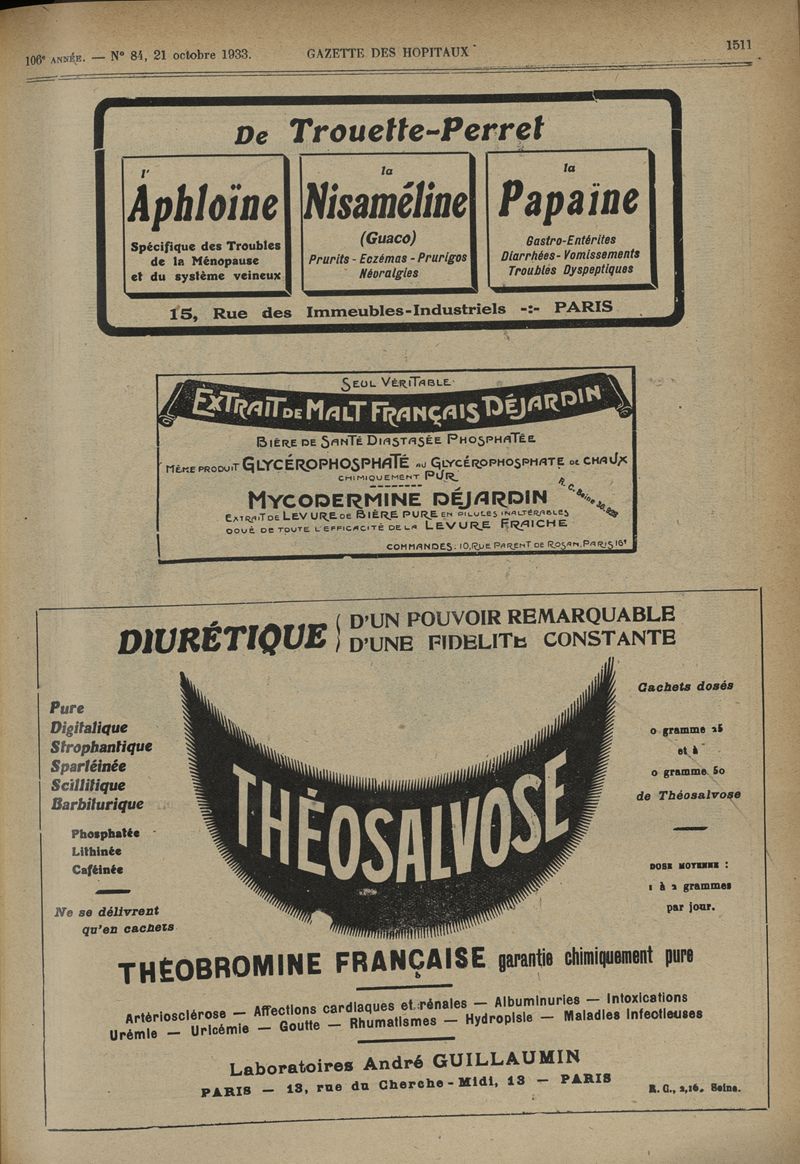 106e ANNÉE. — N° 84, 21 octobre 1933. GAZETTE DES HOPITAUX 1511
De Trouette-Perret
l'
Aphloïne
Spécifique des Troubles
de la Ménopause
et du système veineux
la
Nisaméline
(Guaco)
Prurits - Eczémas - Prurigos
Néoralgies
la
Papaïne
Gastro-Entérites
Diarrhées - Vomissements
Troubles Dyspeptiques
15, Rue des Immeubles-Industriels -:- PARIS
SEUL VÉRITABLE
EXTRAIT DE MALT FRANÇAIS DÉJARDIN
BIÈRE DE SANTÉ DIASTASÉE PHOSPHATÉE
MÊME PRODUIT GLYCÉROPHOSPHATÉ AU GLYCÉROPHOSPHATE DE CHAUX
CHIMIQUEMENT PUR
MYCODERMINE DÉJARDIN
R. C. Seine
EXTRAIT DE LEVURE DE BIÈRE PURE EN PILULES INALTÉRABLES
DOUÉ DE TOUTE L'EFFICACITÉ DE LA LEVURE FRAICHE
COMMANDES : 10, RUE PARENT DE ROSAN, PARIS 16e
DIURÉTIQUE
D'UN POUVOIR REMARQUABLE
D'UNE FIDELITE CONSTANTE
Pure
Digitalique
Strophantique
Spartéinée
Scillitique
Barbiturique
Phosphatée
Lithinée
Caféinée
Ne se délivrent
qu'en cachets
THÉOSALVOSE
Cachets dosés
0 gramme 25
et à
0 gramme 50
de Théosalvose
DOSE MOYENNE :
1 à 2 grammes
par jour.
THÉOBROMINE FRANÇAISE garantie chimiquement pure
Artériosclérose — Affections cardiaques et rénales — Albuminuries — Intoxications
Urémie — Uricémie — Goutte — Rhumatismes — Hydropisie — Maladies Infectieuses
Laboratoires André GUILLAUMIN
PARIS — 13, rue du Cherche-Midi, 13 — PARIS
R. C., 2,16. Seine.